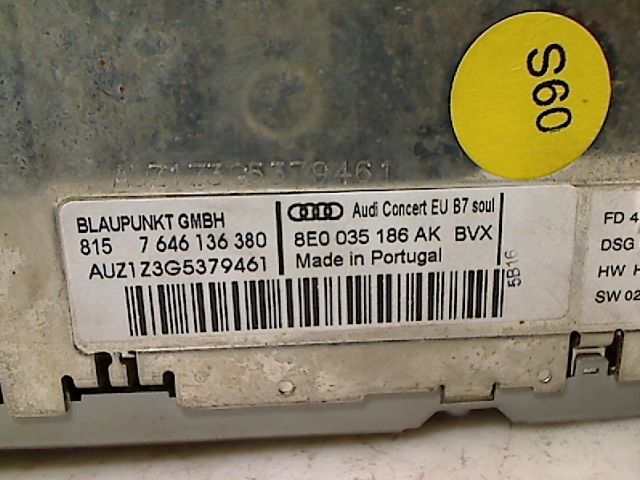 S60
AUZ1Z3G5379461
BLAUPUNKT GMBH
815 7 646 136 380
AUZ1Z3G5379461
Audi Concert EU B7 soul
8E0 035 186 AK BVX
Made in Portugal
5B16
FD 4
DSG
HW H
SW 02